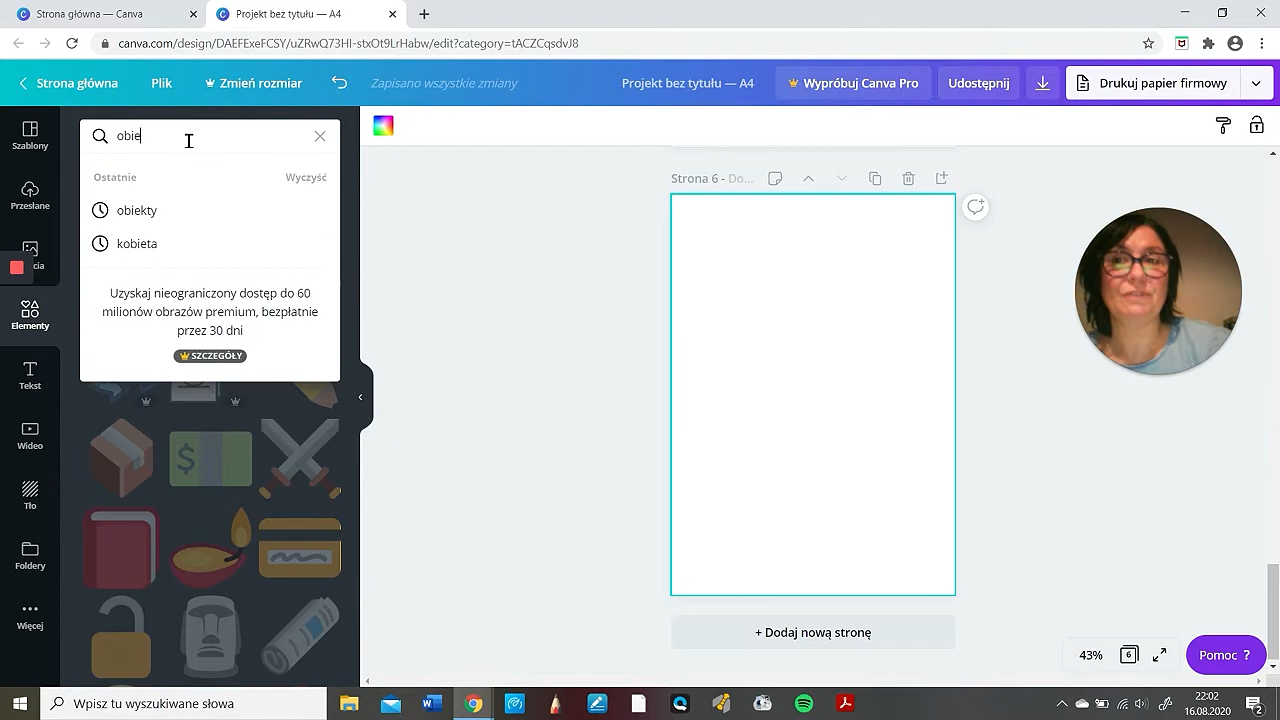 Strona główna — Canva
Projekt bez tytułu — A4
canva.com/design/DAEFExeFCSY/uZRwQ73HI-stxOt9LrHabw/edit?category=tACZCqsdvJ8
Strona główna
Plik
Zmień rozmiar
Zapisano wszystkie zmiany
Projekt bez tytułu — A4
Wypróbuj Canva Pro
Udostępnij
Drukuj papier firmowy
Szablony
Przesłane
cia
Elementy
Tekst
Wideo
Tło
Foldery
Więcej
obie
Ostatnie
Wyczyść
obiekty
kobieta
Uzyskaj nieograniczony dostęp do 60
milionów obrazów premium, bezpłatnie
przez 30 dni
SZCZEGÓŁY
Strona 6 - Do...
+ Dodaj nową stronę
43%
6
Pomoc ?
Wpisz tu wyszukiwane słowa
22:02
16.08.2020
2